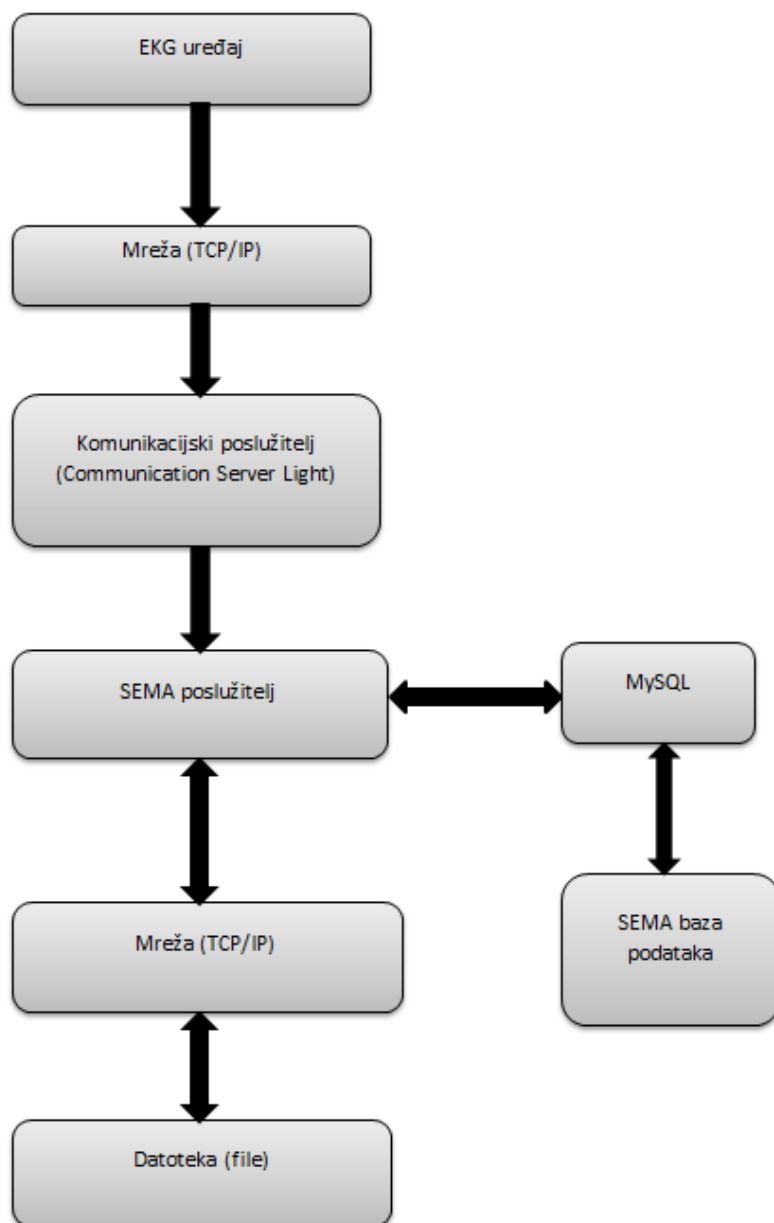 EKG uređaj
Mreža (TCP/IP)
Komunikacijski poslužitelj
(Communication Server Light)
SEMA poslužitelj
MySQL
SEMA baza
podataka
Mreža (TCP/IP)
Datoteka (file)